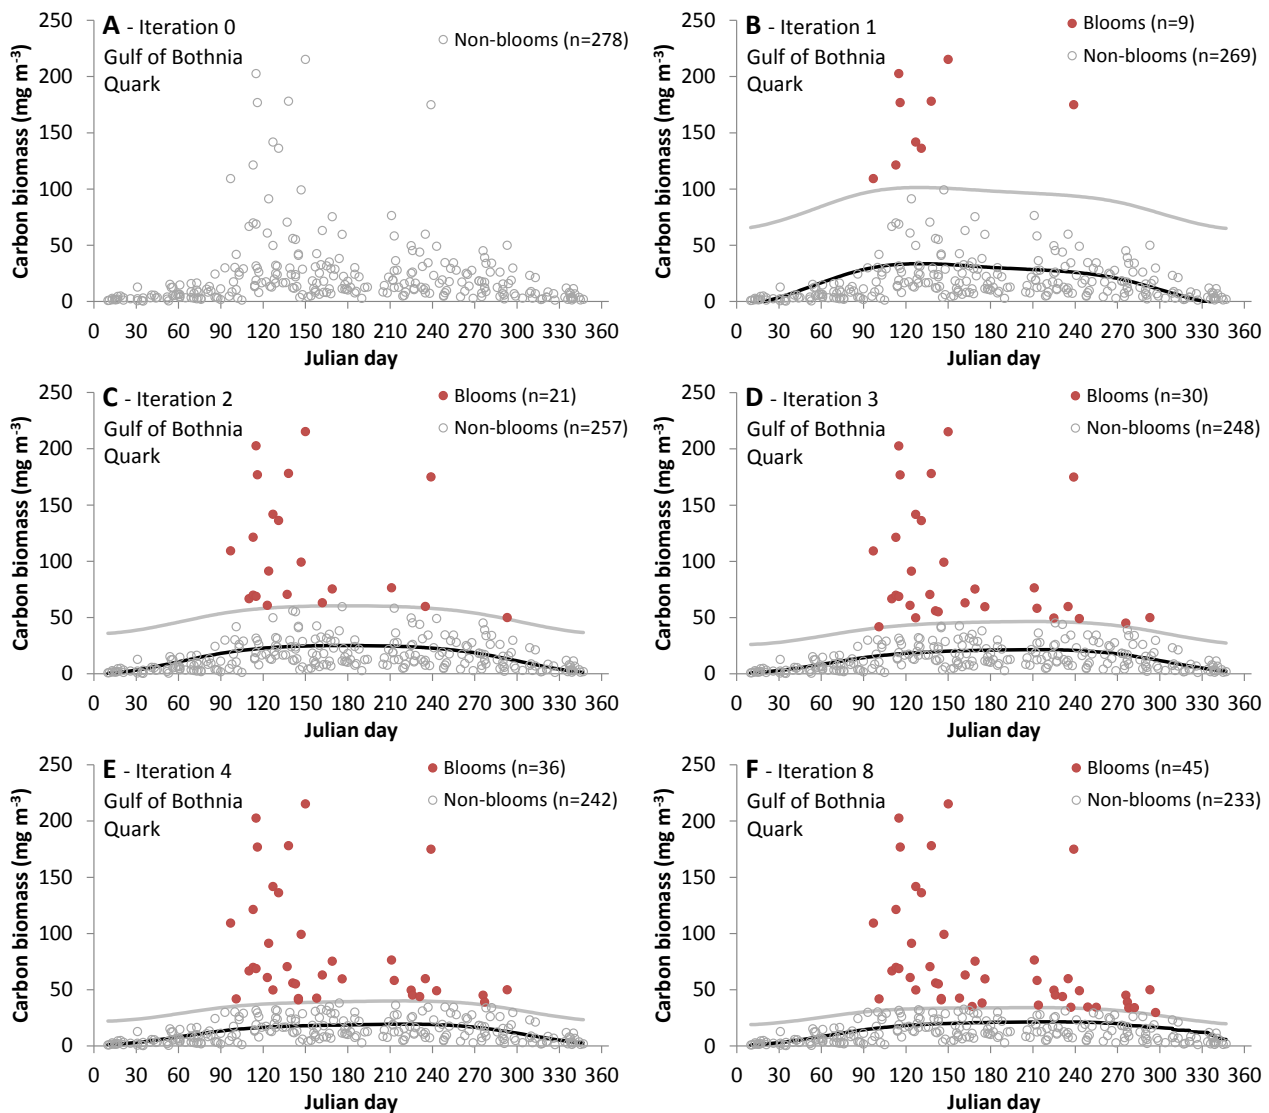 A - Iteration 0
Gulf of Bothnia
Quark
Non-blooms (n=278)
Carbon biomass (mg m-3)
250
200
150
100
50
0
0 30 60 90 120 150 180 210 240 270 300 330 360
Julian day
B - Iteration 1
Gulf of Bothnia
Quark
Blooms (n=9)
Non-blooms (n=269)
Carbon biomass (mg m-3)
250
200
150
100
50
0
0 30 60 90 120 150 180 210 240 270 300 330 360
Julian day
C - Iteration 2
Gulf of Bothnia
Quark
Blooms (n=21)
Non-blooms (n=257)
Carbon biomass (mg m-3)
250
200
150
100
50
0
0 30 60 90 120 150 180 210 240 270 300 330 360
Julian day
D - Iteration 3
Gulf of Bothnia
Quark
Blooms (n=30)
Non-blooms (n=248)
Carbon biomass (mg m-3)
250
200
150
100
50
0
0 30 60 90 120 150 180 210 240 270 300 330 360
Julian day
E - Iteration 4
Gulf of Bothnia
Quark
Blooms (n=36)
Non-blooms (n=242)
Carbon biomass (mg m-3)
250
200
150
100
50
0
0 30 60 90 120 150 180 210 240 270 300 330 360
Julian day
F - Iteration 8
Gulf of Bothnia
Quark
Blooms (n=45)
Non-blooms (n=233)
Carbon biomass (mg m-3)
250
200
150
100
50
0
0 30 60 90 120 150 180 210 240 270 300 330 360
Julian day